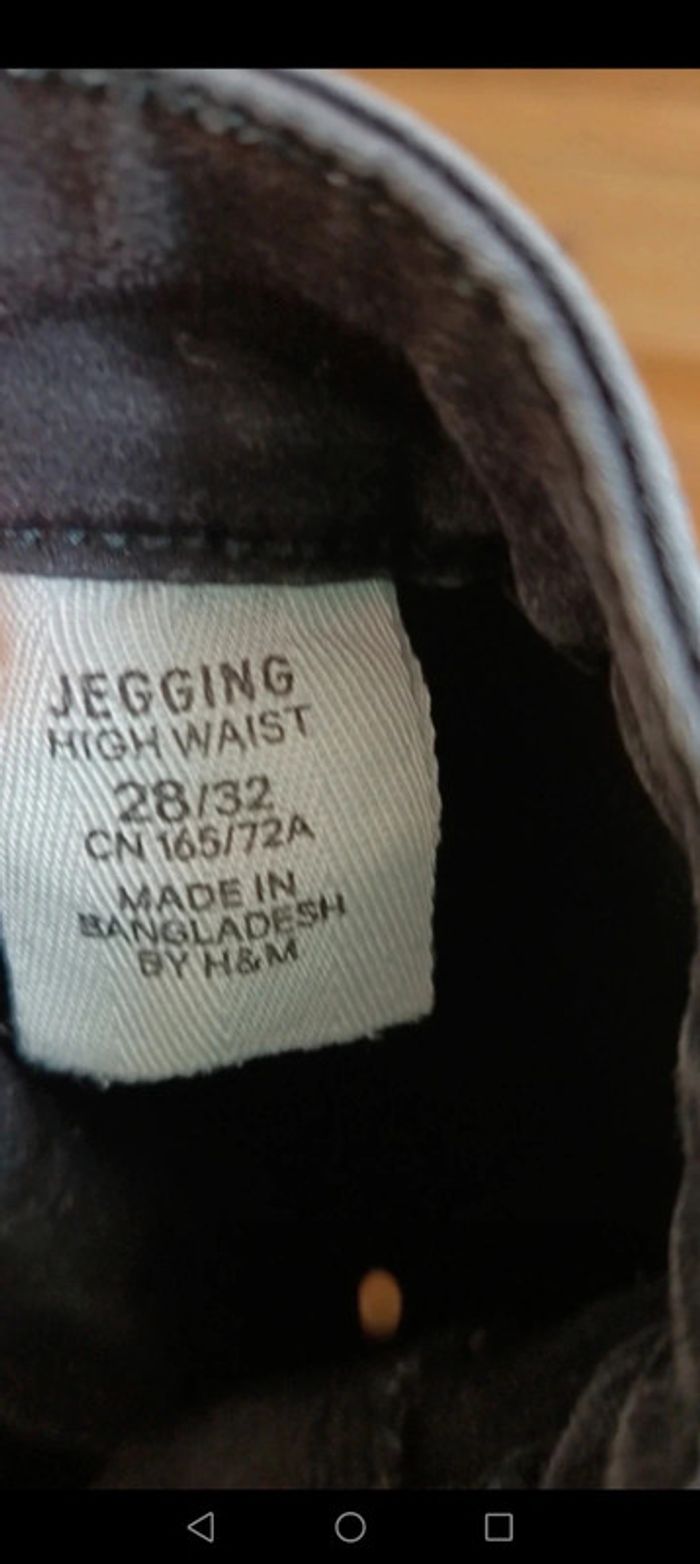 JEGGING
HIGH WAIST
28/32
CN 165/72A
MADE IN
BANGLADESH
BY H&M